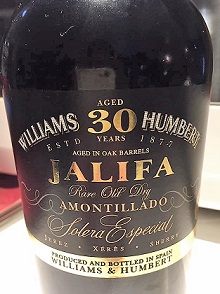 AGED
WILLIAMS 30 HUMBERT
ESTD YEARS 1877
AGED IN OAK BARRELS
JALIFA
Rare Old Dry
AMONTILLADO
Solera Especial
JEREZ - XÉRÈS - SHERRY
PRODUCED AND BOTTLED IN SPAIN
WILLIAMS & HUMBERT